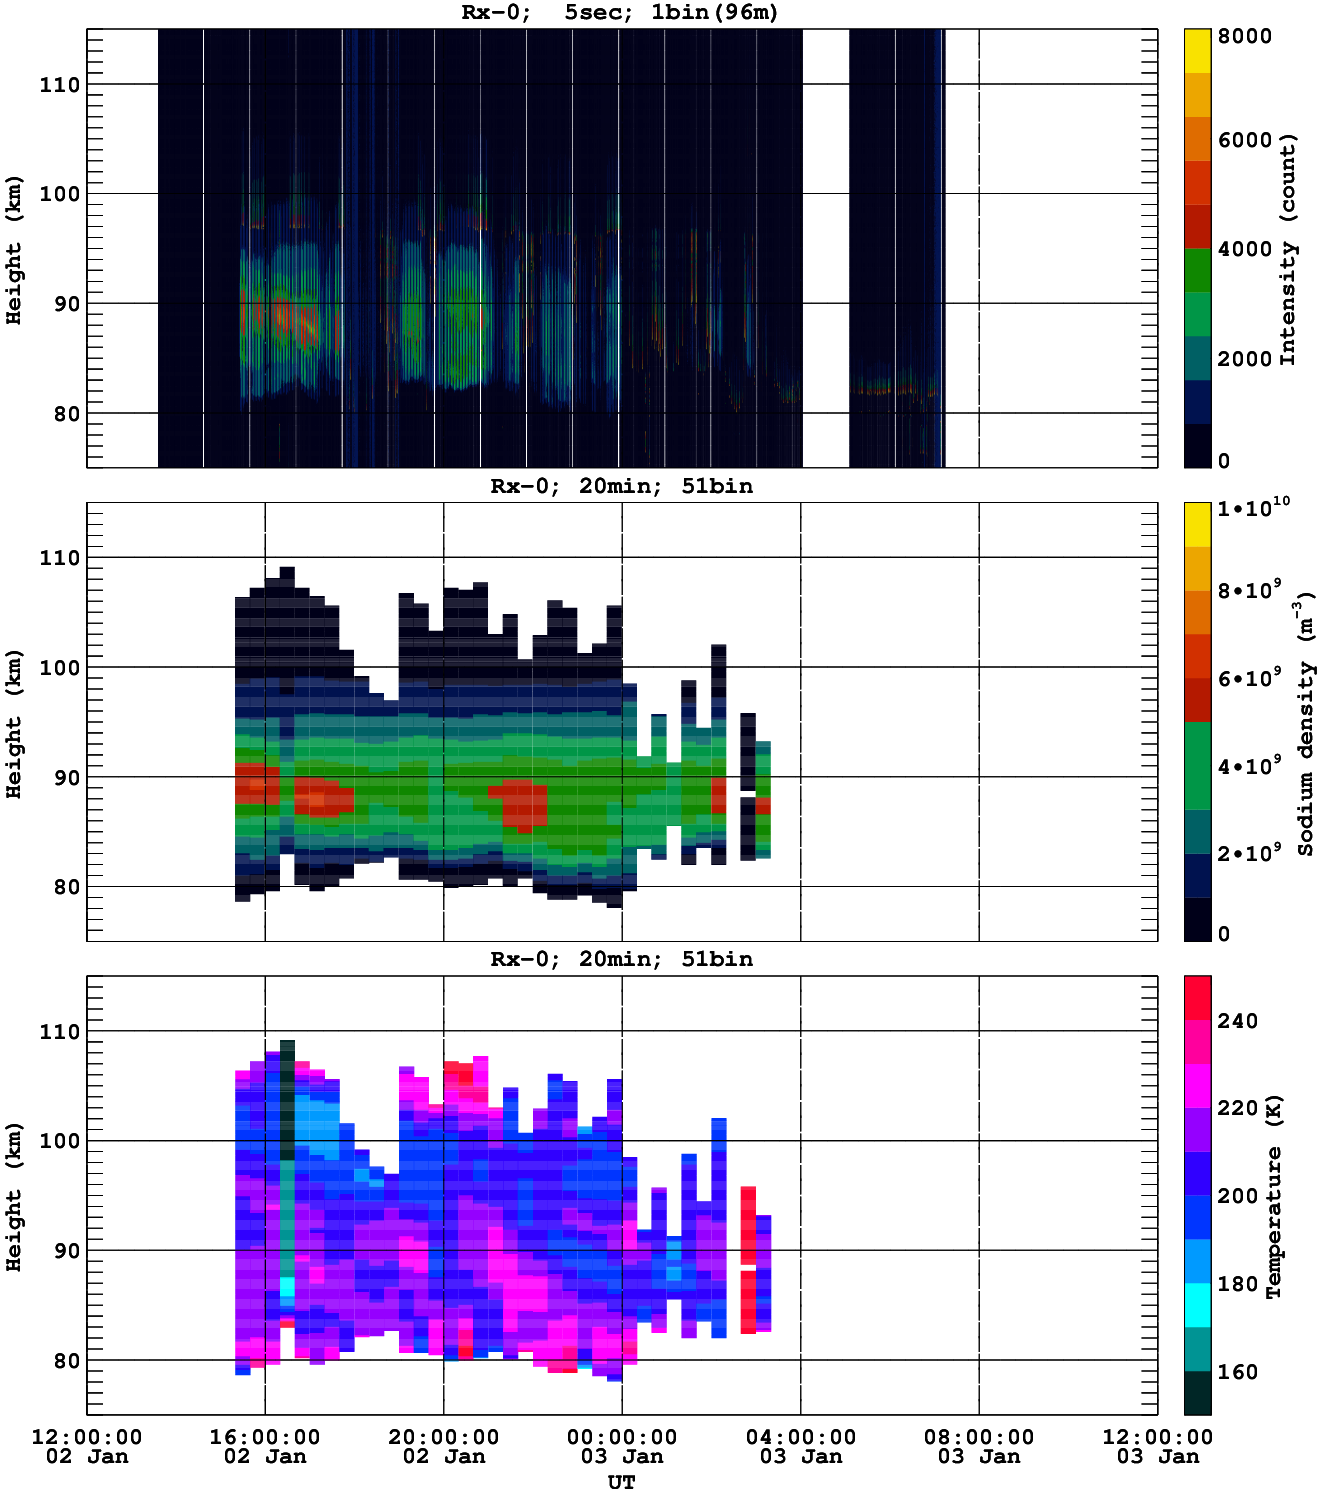 Rx-0;  5sec; 1bin(96m)
110
100
90
80
Height (km)
8000
6000
4000
2000
0
Intensity (count)
Rx-0; 20min; 51bin
110
100
90
80
Height (km)
1•10¹⁰
8•10⁹
6•10⁹
4•10⁹
2•10⁹
0
Sodium density (m⁻³)
Rx-0; 20min; 51bin
110
100
90
80
Height (km)
240
220
200
180
160
Temperature (K)
12:00:00 16:00:00 20:00:00 00:00:00 04:00:00 08:00:00 12:00:00
02 Jan 02 Jan 02 Jan 03 Jan 03 Jan 03 Jan 03 Jan
UT